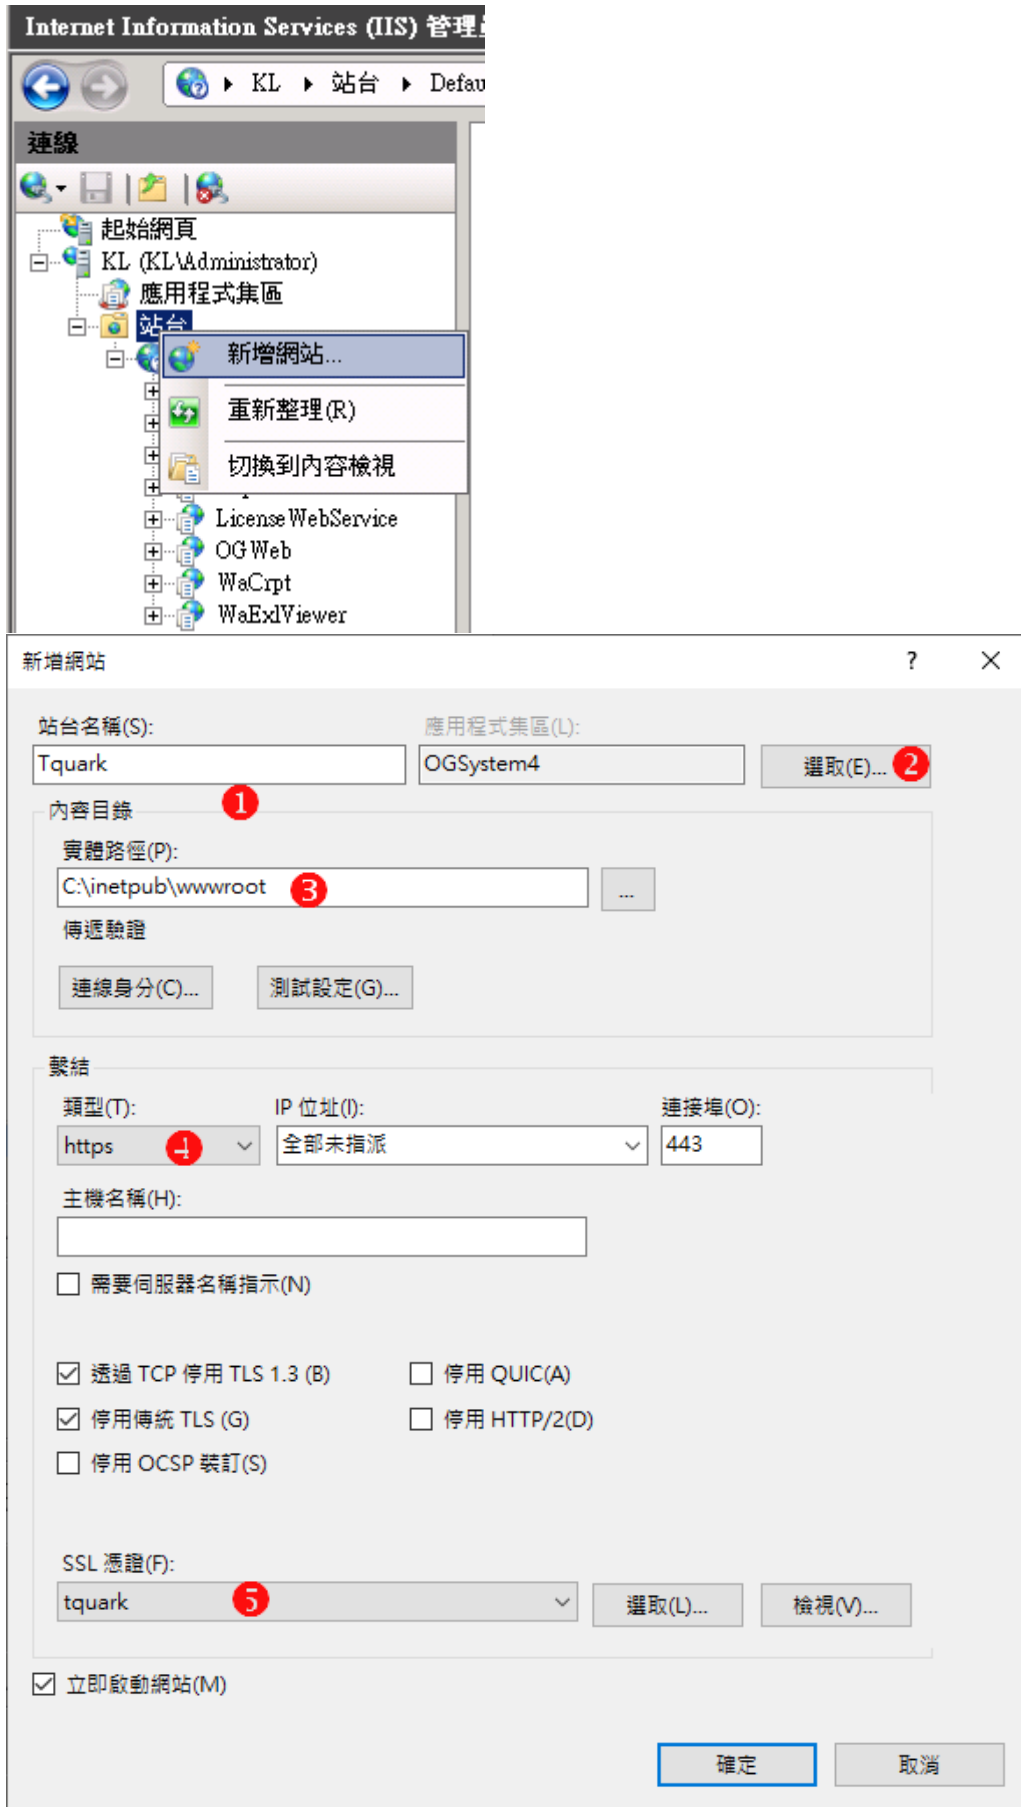 Internet Information Services (IIS) 管理
KL 站台 Defau
連線
起始網頁
KL (KL\Administrator)
應用程式集區
站台
新增網站...
重新整理(R)
切換到內容檢視
LicenseWebService
OGWeb
WaCrpt
WaExlViewer
新增網站 ?
站台名稱(S): 應用程式集區(L):
Tquark OGSystem4 選取(E)... 2
1
內容目錄
實體路徑(P):
C:\inetpub\wwwroot 3 ...
傳遞驗證
連線身分(C)... 測試設定(G)...
繫結
類型(T): IP 位址(I): 連接埠(O):
https 4 全部未指派 443
主機名稱(H):
需要伺服器名稱指示(N)
透過 TCP 停用 TLS 1.3 (B) 停用 QUIC(A)
停用傳統 TLS (G) 停用 HTTP/2(D)
停用 OCSP 裝訂(S)
SSL 憑證(F):
tquark 5 選取(L)... 檢視(V)...
立即啟動網站(M)
確定 取消